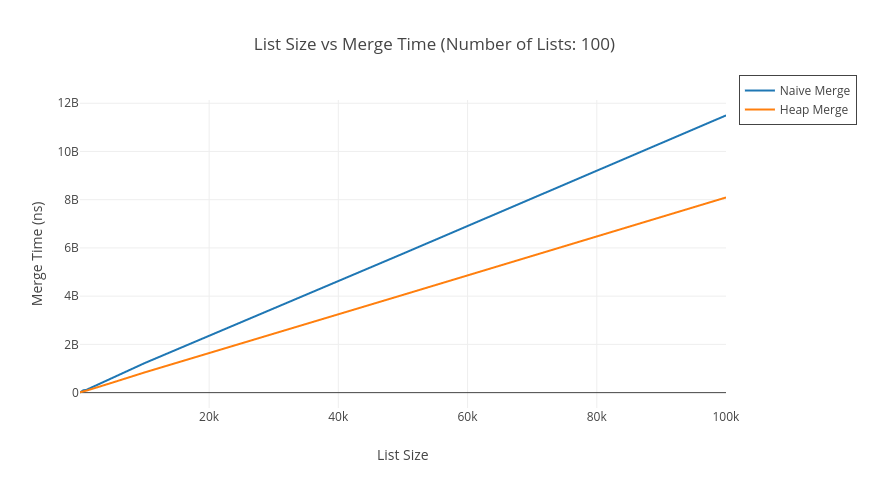 List Size vs Merge Time (Number of Lists: 100)
Naive Merge
Heap Merge
12B
10B
8B
6B
4B
2B
0
Merge Time (ns)
20k
40k
60k
80k
100k
List Size